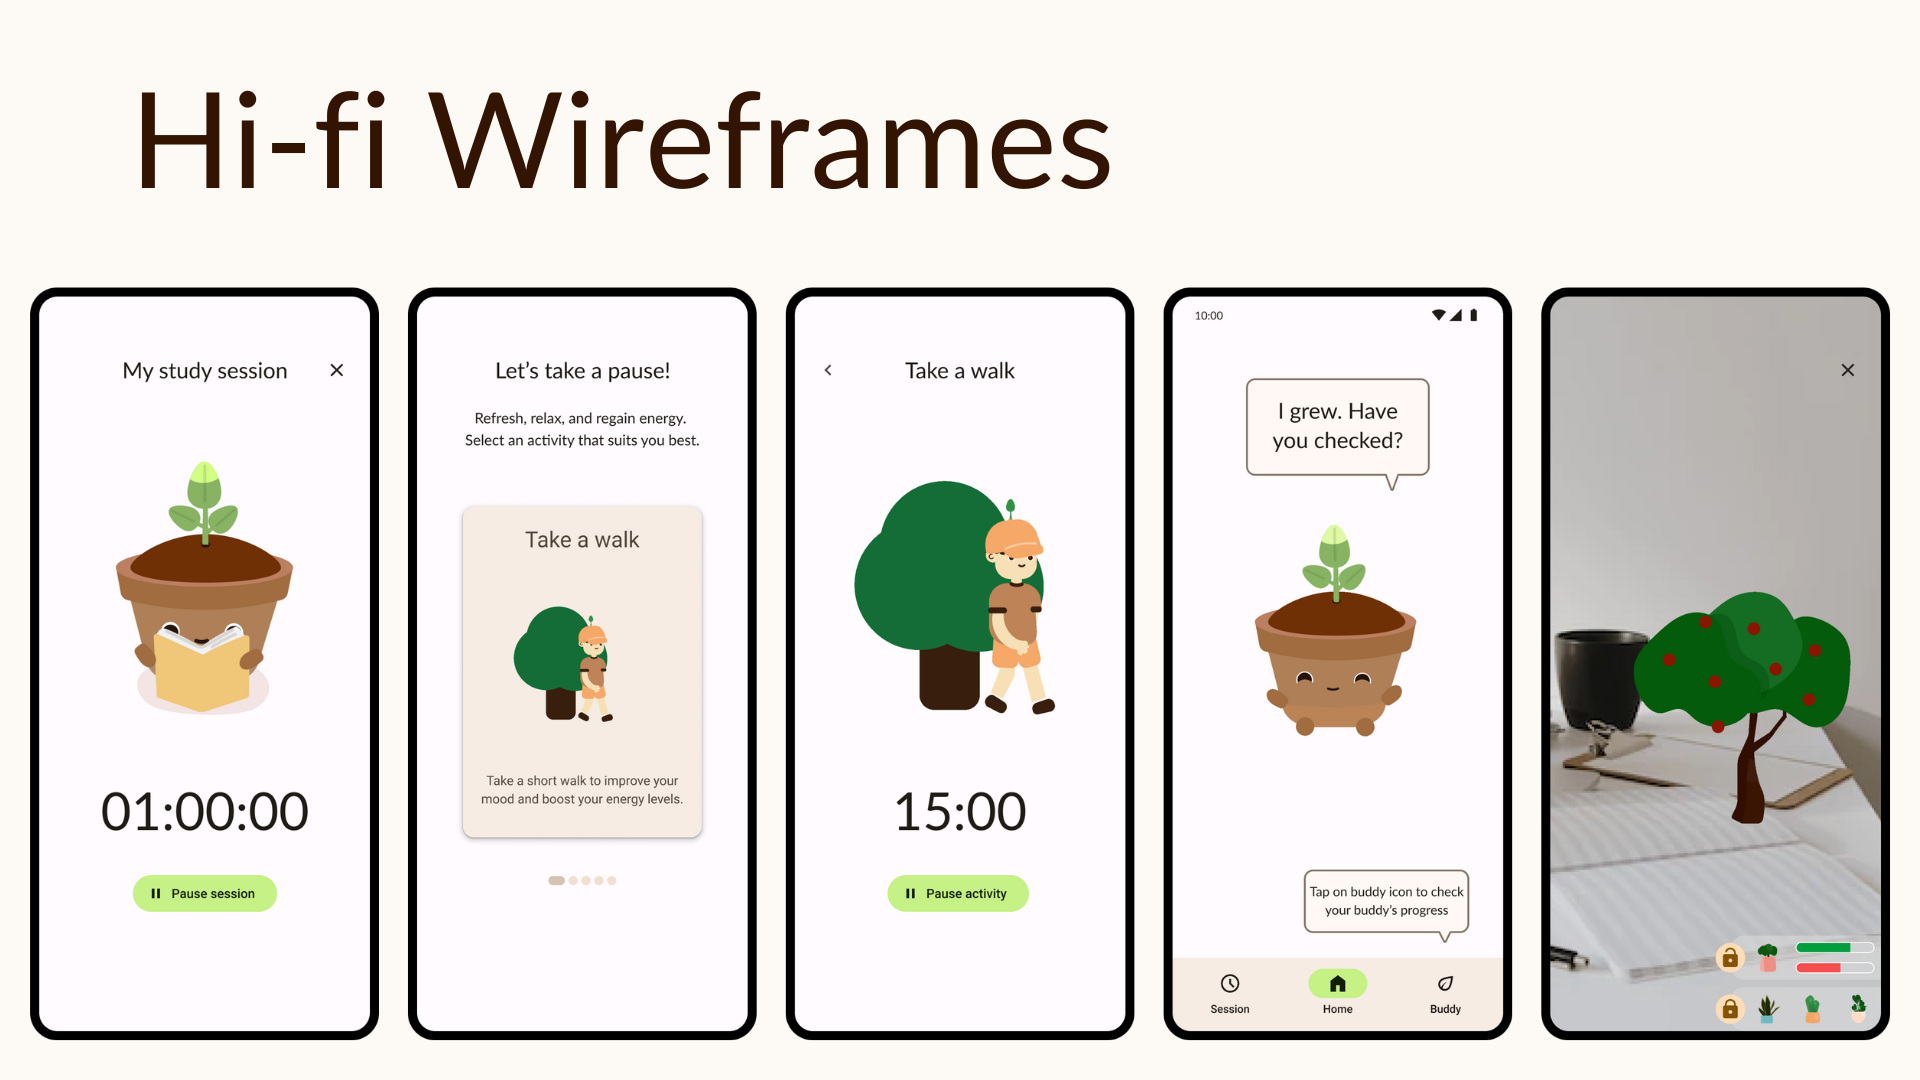 Hi-fi Wireframes
My study session
01:00:00
Pause session
Let's take a pause!
Refresh, relax, and regain energy.
Select an activity that suits you best.
Take a walk
Take a short walk to improve your
mood and boost your energy levels.
Take a walk
15:00
Pause activity
10:00
I grew. Have
you checked?
Tap on buddy icon to check
your buddy's progress
Session
Home
Buddy